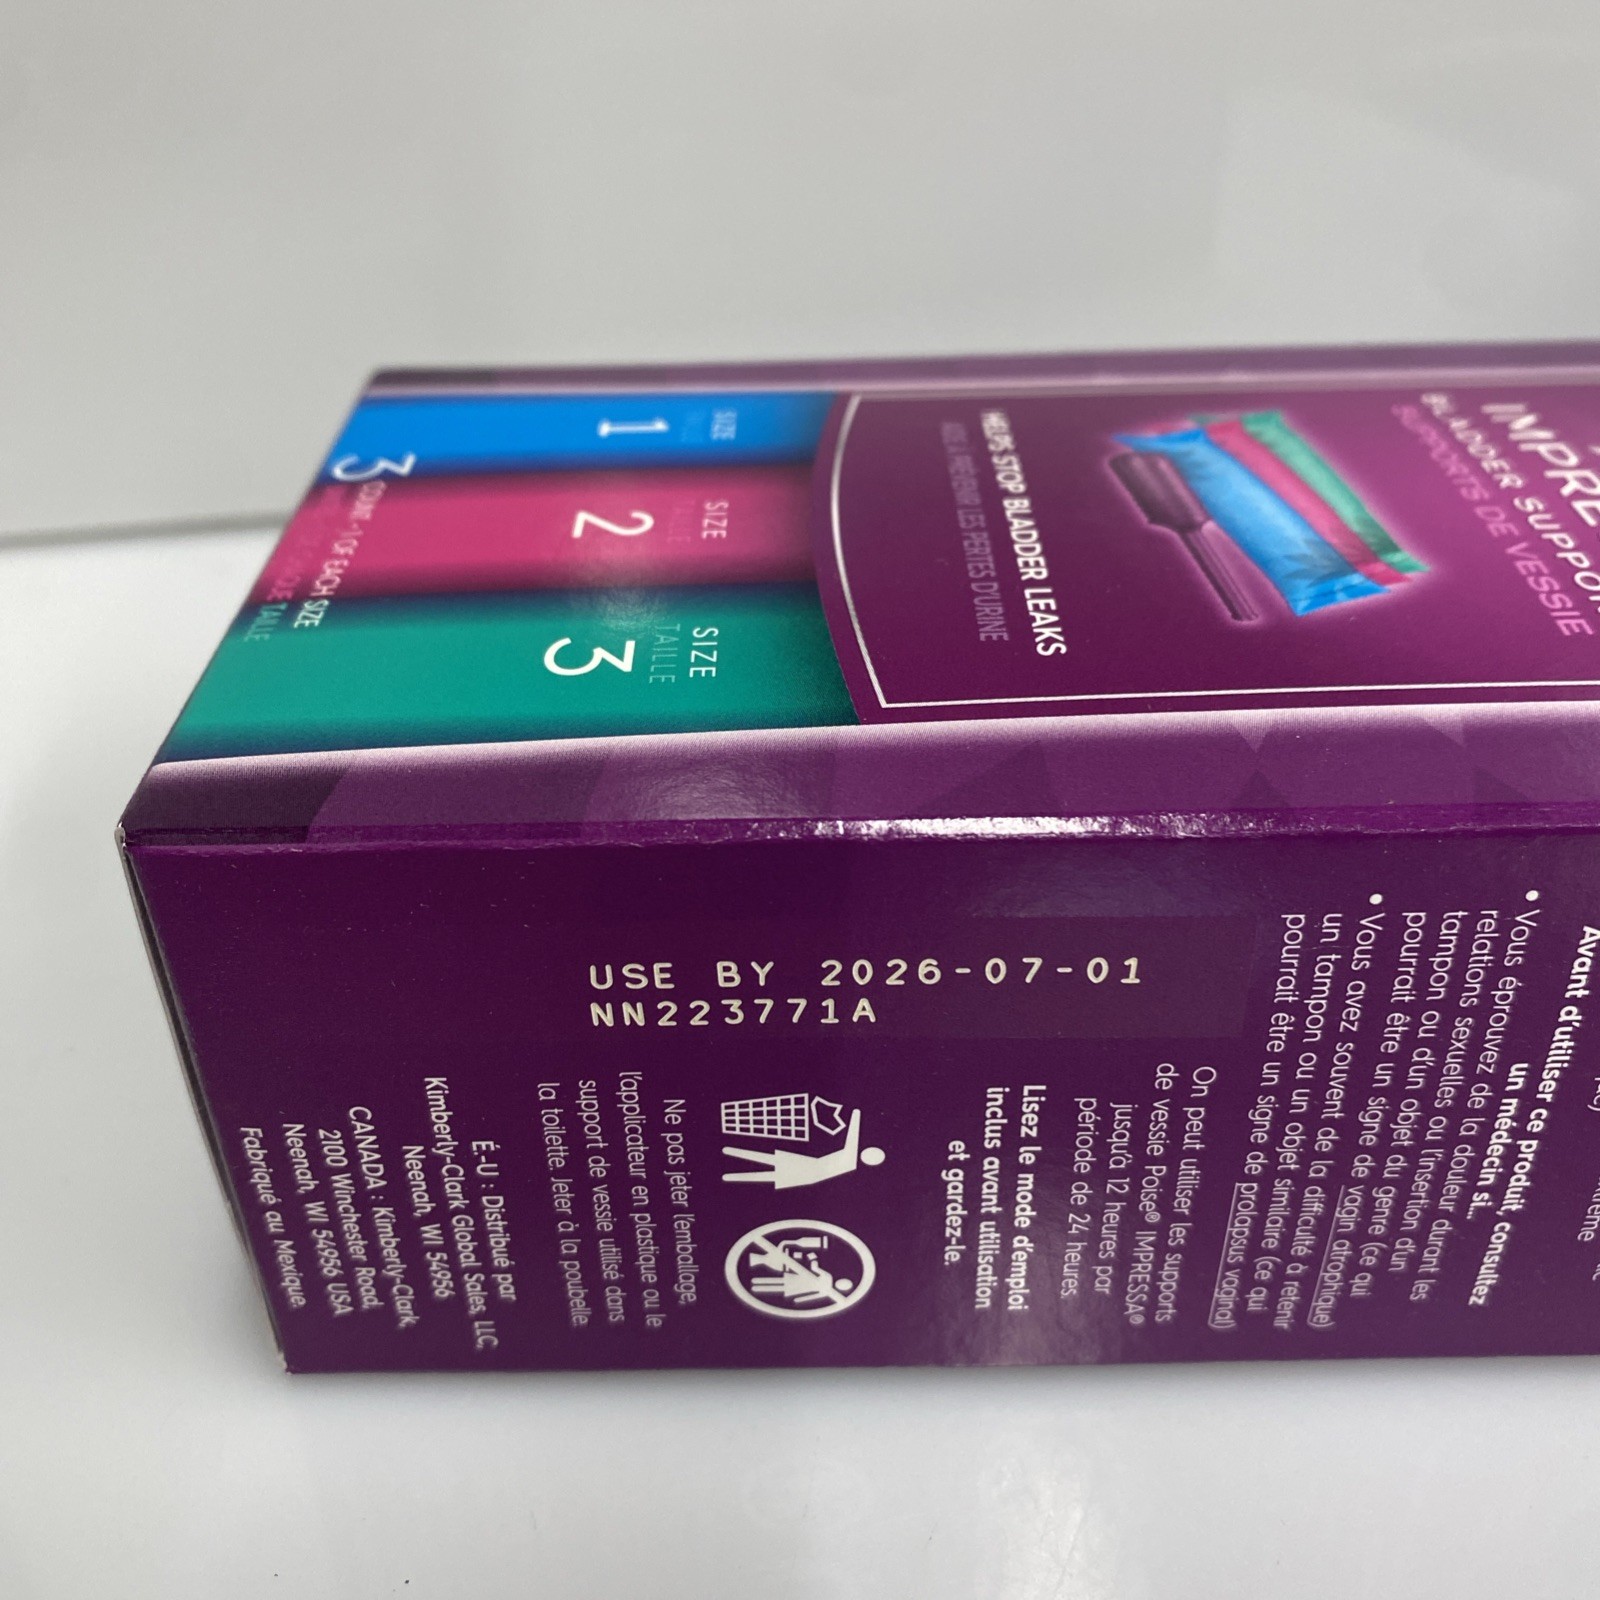 IMPRE
BLADDER SUPPOR
SUPPORTS DE VESSIE
HELPS STOP BLADDER LEAKS
AIDE À PRÉVENIR LES PERTES D'URINE
SIZE
1
SIZE
TAILLE
2
SIZE
TAILLE
3
3 COUNT - 1 OF EACH SIZE
DE TAILLE
USE BY 2026-07-01
NN223771A
Avant d'utiliser ce produit, consultez
un médecin si...
• Vous éprouvez de la douleur durant les
relations sexuelles ou l'insertion d'un
tampon ou d'un objet du genre (ce qui
pourrait être un signe de vagin atrophique)
• Vous avez souvent de la difficulté à retenir
un tampon ou un objet similaire (ce qui
pourrait être un signe de prolapsus vaginal)
On peut utiliser les supports
de vessie Poise® IMPRESSA®
jusqu'à 12 heures par
période de 24 heures.
Lisez le mode d'emploi
inclus avant utilisation
et gardez-le.
Ne pas jeter l'emballage,
l'applicateur en plastique ou le
support de vessie utilisé dans
la toilette. Jeter à la poubelle.
É-U : Distribué par
Kimberly-Clark Global Sales, LLC,
Neenah, WI 54956
CANADA : Kimberly-Clark,
2100 Winchester Road,
Neenah, WI 54956 USA
Fabriqué au Mexique.